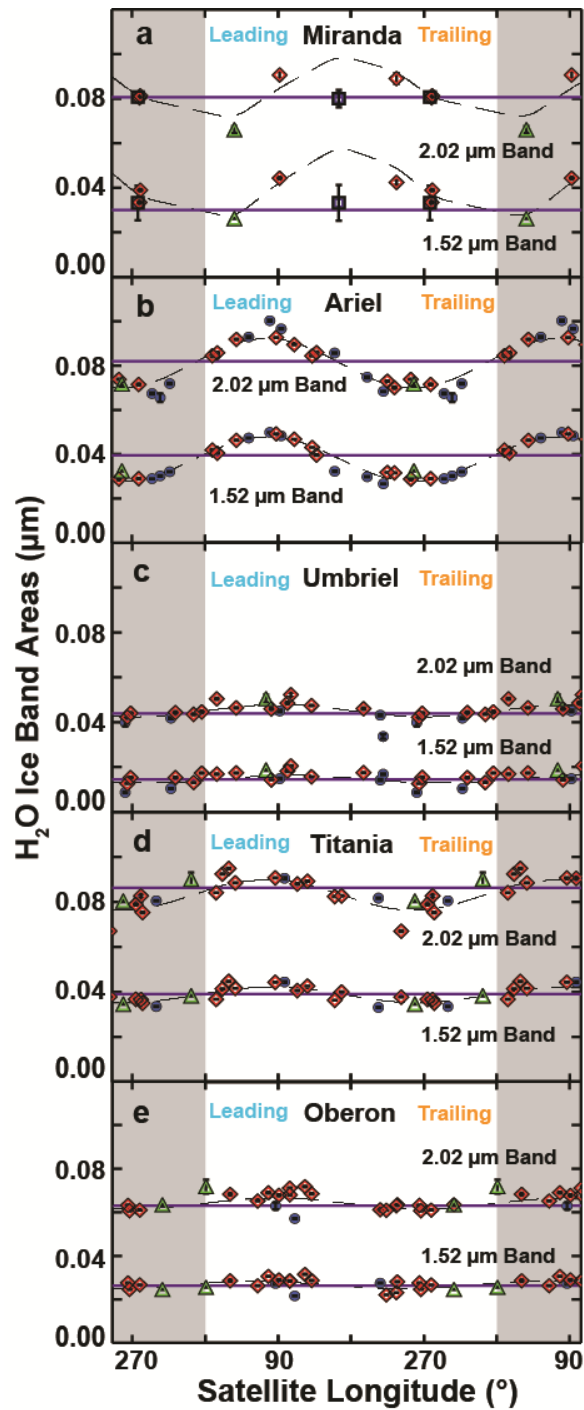 a Leading Miranda Trailing
0.08
2.02 µm Band
0.04
1.52 µm Band
0.00
b Leading Ariel Trailing
0.08
2.02 µm Band
0.04
1.52 µm Band
0.00
c Umbriel
Leading Trailing
0.08
2.02 µm Band
0.04
1.52 µm Band
0.00
d Leading Titania Trailing
0.08
2.02 µm Band
0.04
1.52 µm Band
0.00
e Leading Oberon Trailing
2.02 µm Band
0.08
0.04
1.52 µm Band
0.00
270 90 270 90
Satellite Longitude (°)
H₂O Ice Band Areas (µm)